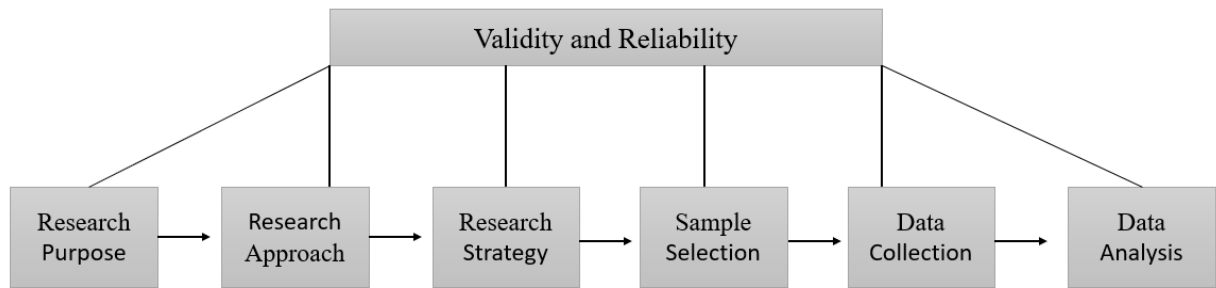 Validity and Reliability
Research
Purpose
Research
Approach
Research
Strategy
Sample
Selection
Data
Collection
Data
Analysis